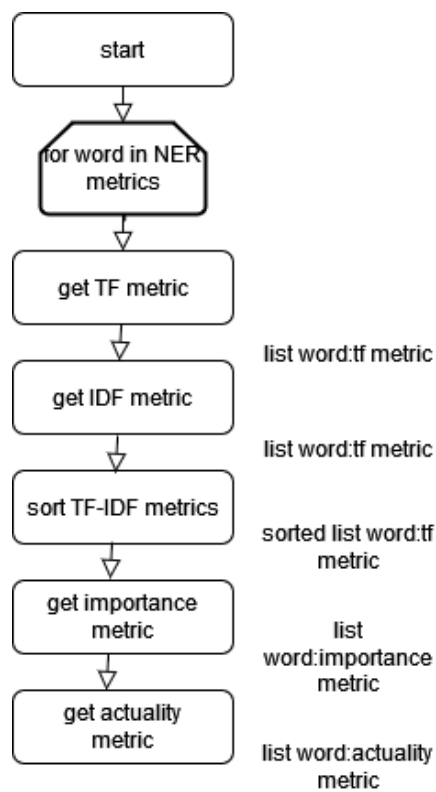 start
for word in NER
metrics
get TF metric
list word:tf metric
get IDF metric
list word:tf metric
sort TF-IDF metrics
sorted list word:tf
metric
get importance
metric
list
word:importance
metric
get actuality
metric
list word:actuality
metric